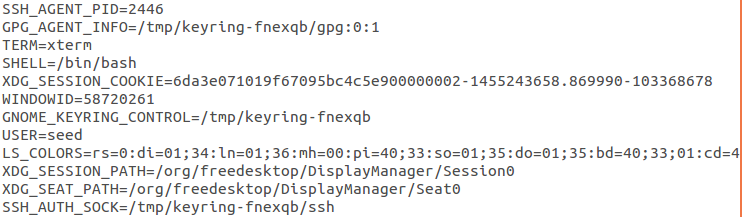 SSH_AGENT_PID=2446
GPG_AGENT_INFO=/tmp/keyring-fnexqb/gpg:0:1
TERM=xterm
SHELL=/bin/bash
XDG_SESSION_COOKIE=6da3e071019f67095bc4c5e900000002-1455243658.869990-103368678
WINDOWID=58720261
GNOME_KEYRING_CONTROL=/tmp/keyring-fnexqb
USER=seed
LS_COLORS=rs=0:di=01;34:ln=01;36:mh=00:pi=40;33:so=01;35:do=01;35:bd=40;33;01:cd=4
XDG_SESSION_PATH=/org/freedesktop/DisplayManager/Session0
XDG_SEAT_PATH=/org/freedesktop/DisplayManager/Seat0
SSH_AUTH_SOCK=/tmp/keyring-fnexqb/ssh